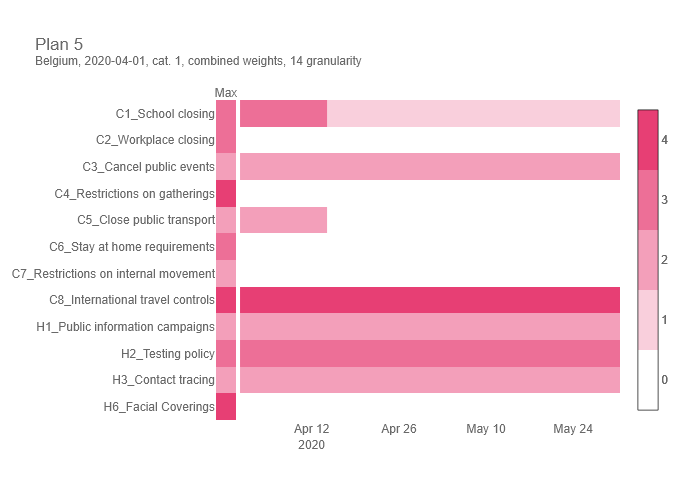 Plan 5
Belgium, 2020-04-01, cat. 1, combined weights, 14 granularity
Max
C1_School closing
C2_Workplace closing
C3_Cancel public events
C4_Restrictions on gatherings
C5_Close public transport
C6_Stay at home requirements
C7_Restrictions on internal movement
C8_International travel controls
H1_Public information campaigns
H2_Testing policy
H3_Contact tracing
H6_Facial Coverings
Apr 12 Apr 26 May 10 May 24
2020
4
3
2
1
0